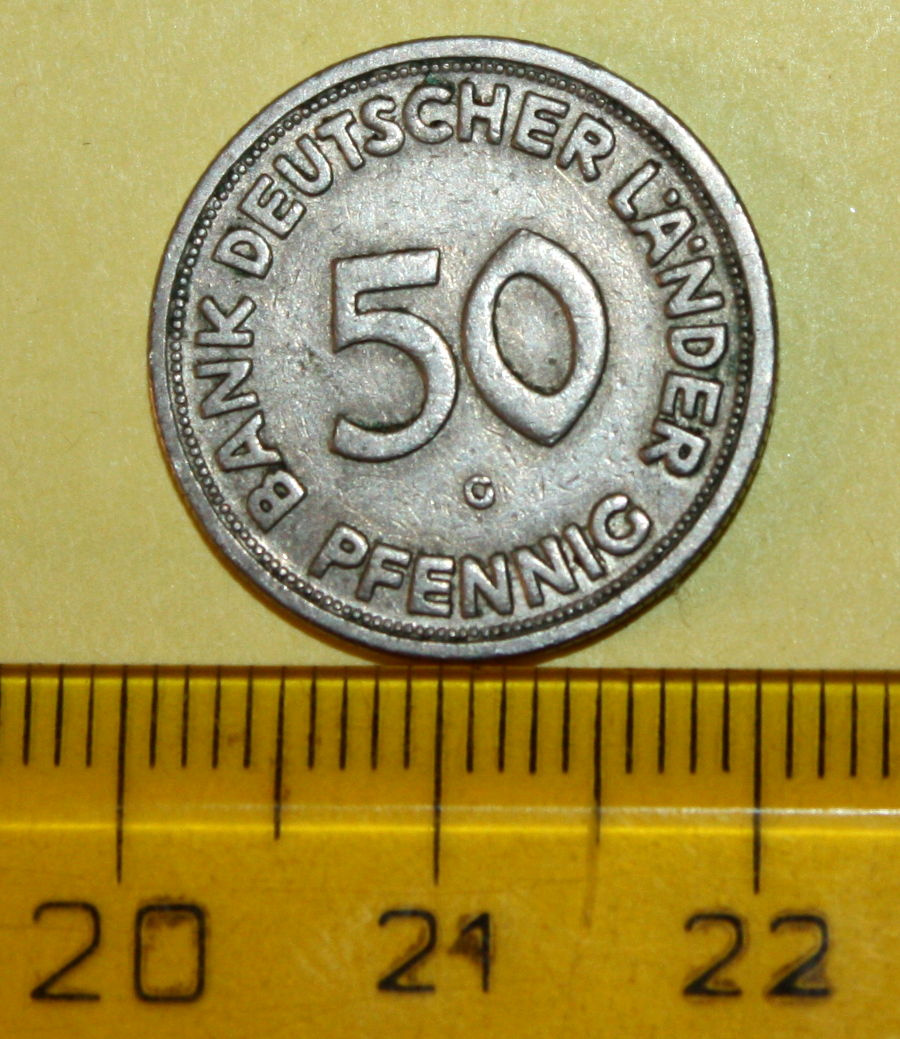 BANK DEUTSCHER LÄNDER
50
G
PFENNIG
20 21 22